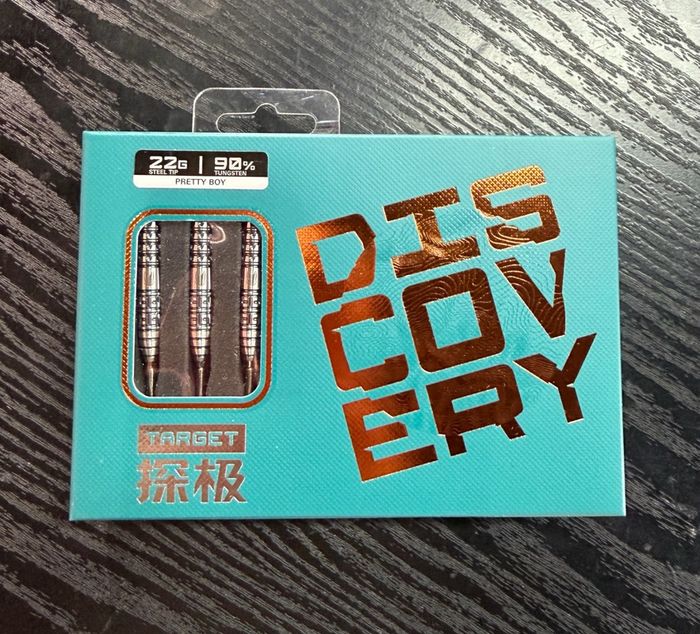 22G | 90%
STEEL TIP TUNGSTEN
PRETTY BOY
DIS
COV
ERY
TARGET
探极